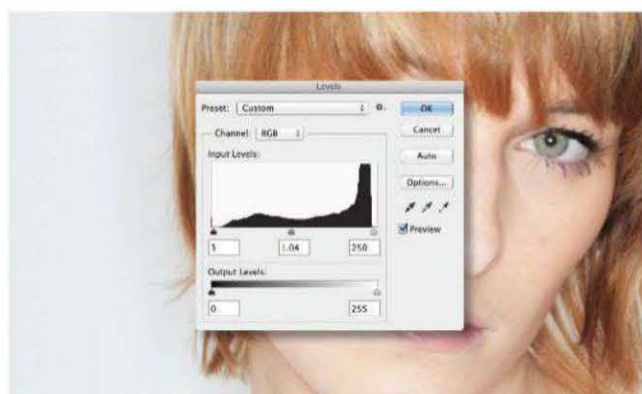 Levels
Preset: Custom
OK
Channel: RGB
Cancel
Input Levels:
Auto
Options...
Preview
3 1.04 250
Output Levels:
0 255